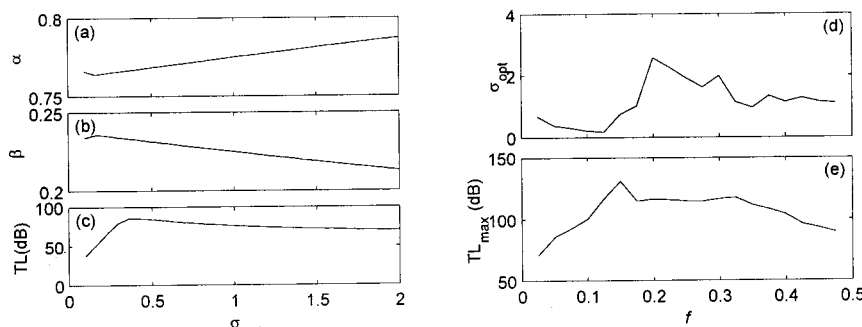 0.8
(a)
α
0.75
0.25
(b)
β
0.2
100
(c)
TL(dB)
50
0
0 0.5 1 1.5 2
σ
4
(d)
σopt
2
0
150
(e)
TLmax (dB)
100
50
0 0.1 0.2 0.3 0.4 0.5
f